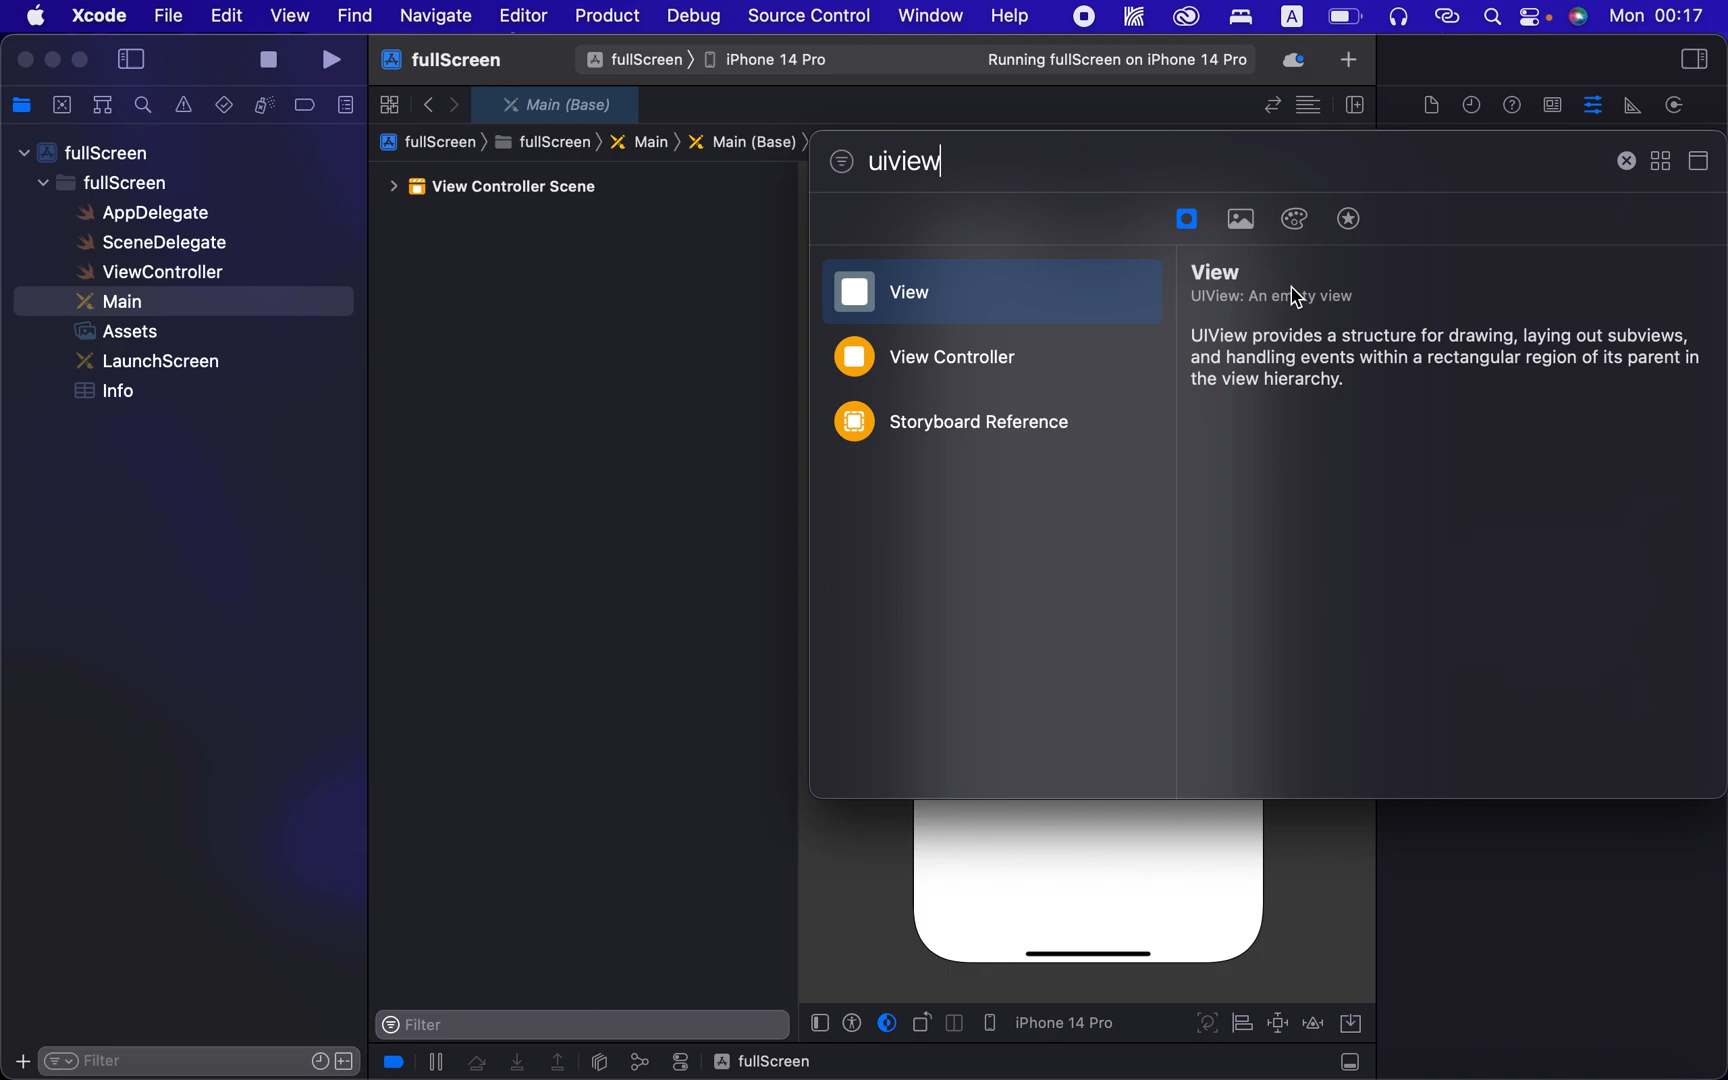 Xcode File Edit View Find Navigate Editor Product Debug Source Control Window Help A Mon 00:17
fullScreen fullScreen iPhone 14 Pro Running fullScreen on iPhone 14 Pro
Main (Base)
fullScreen fullScreen Main Main (Base)
fullScreen
fullScreen
AppDelegate
SceneDelegate
ViewController
Main
Assets
LaunchScreen
Info
View Controller Scene
uiview
View
View Controller
Storyboard Reference
View
UIView: An empty view
UIView provides a structure for drawing, laying out subviews,
and handling events within a rectangular region of its parent in
the view hierarchy.
Filter
iPhone 14 Pro
Filter
fullScreen